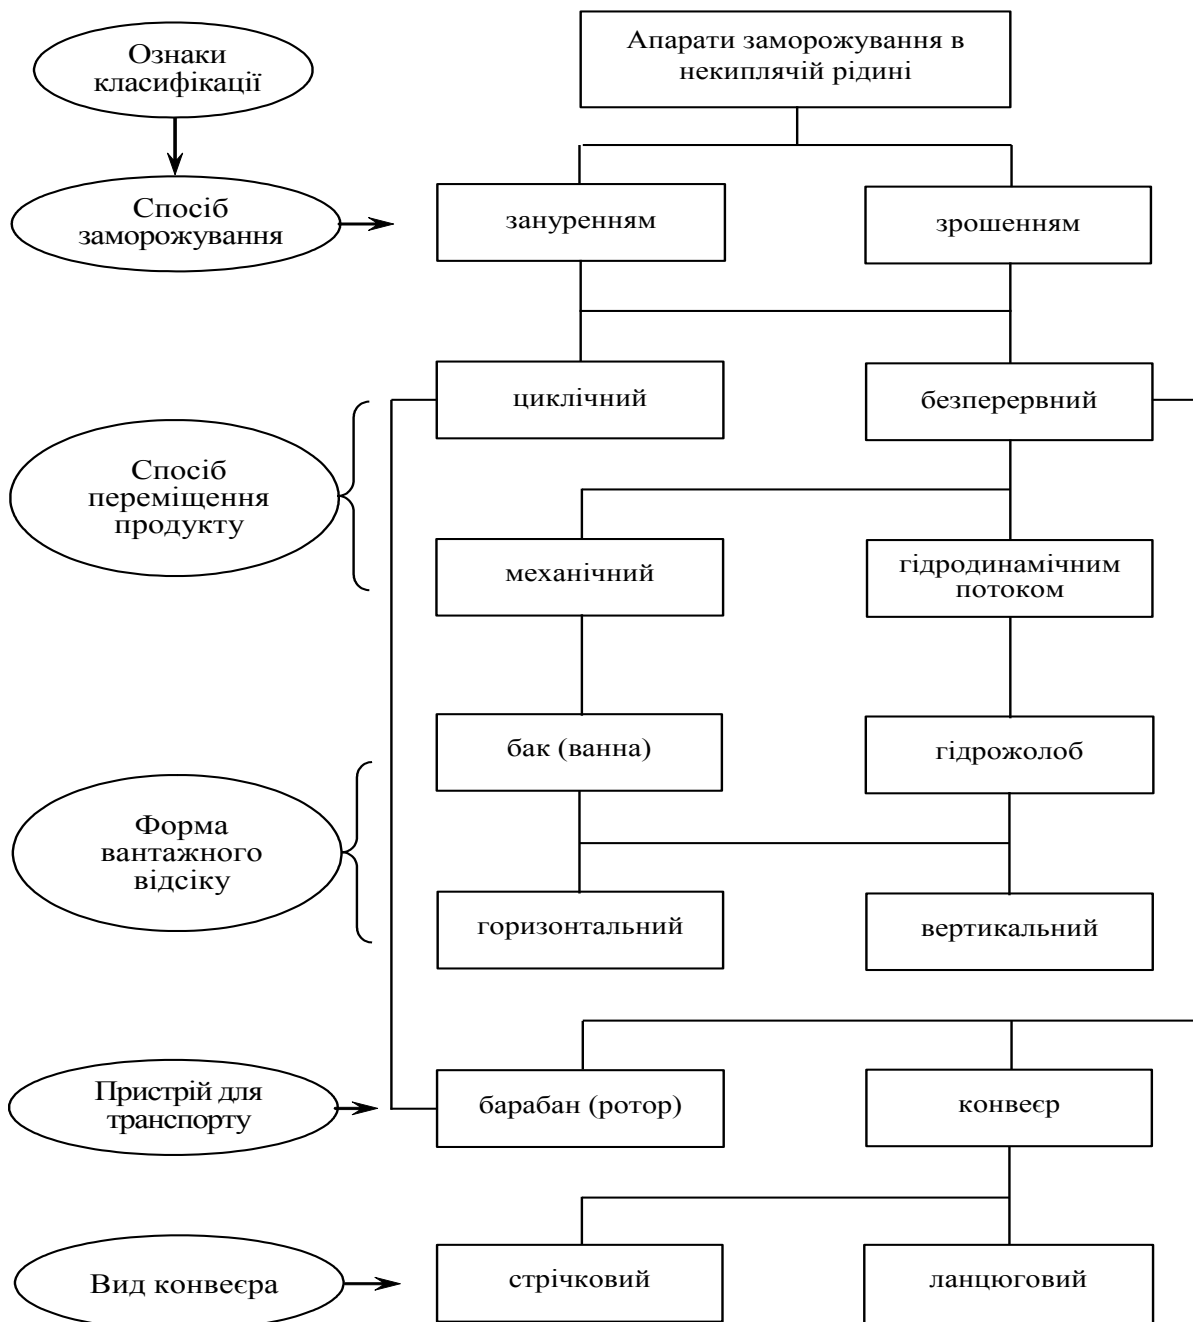 Ознаки
класифікації
Апарати заморожування в
некиплячій рідині
Спосіб
заморожування
зануренням
зрошенням
циклічний
безперервний
Спосіб
переміщення
продукту
механічний
гідродинамічним
потоком
бак (ванна)
гідрожолоб
Форма
вантажного
відсіку
горизонтальний
вертикальний
Пристрій для
транспорту
барабан (ротор)
конвеєр
Вид конвеєра
стрічковий
ланцюговий